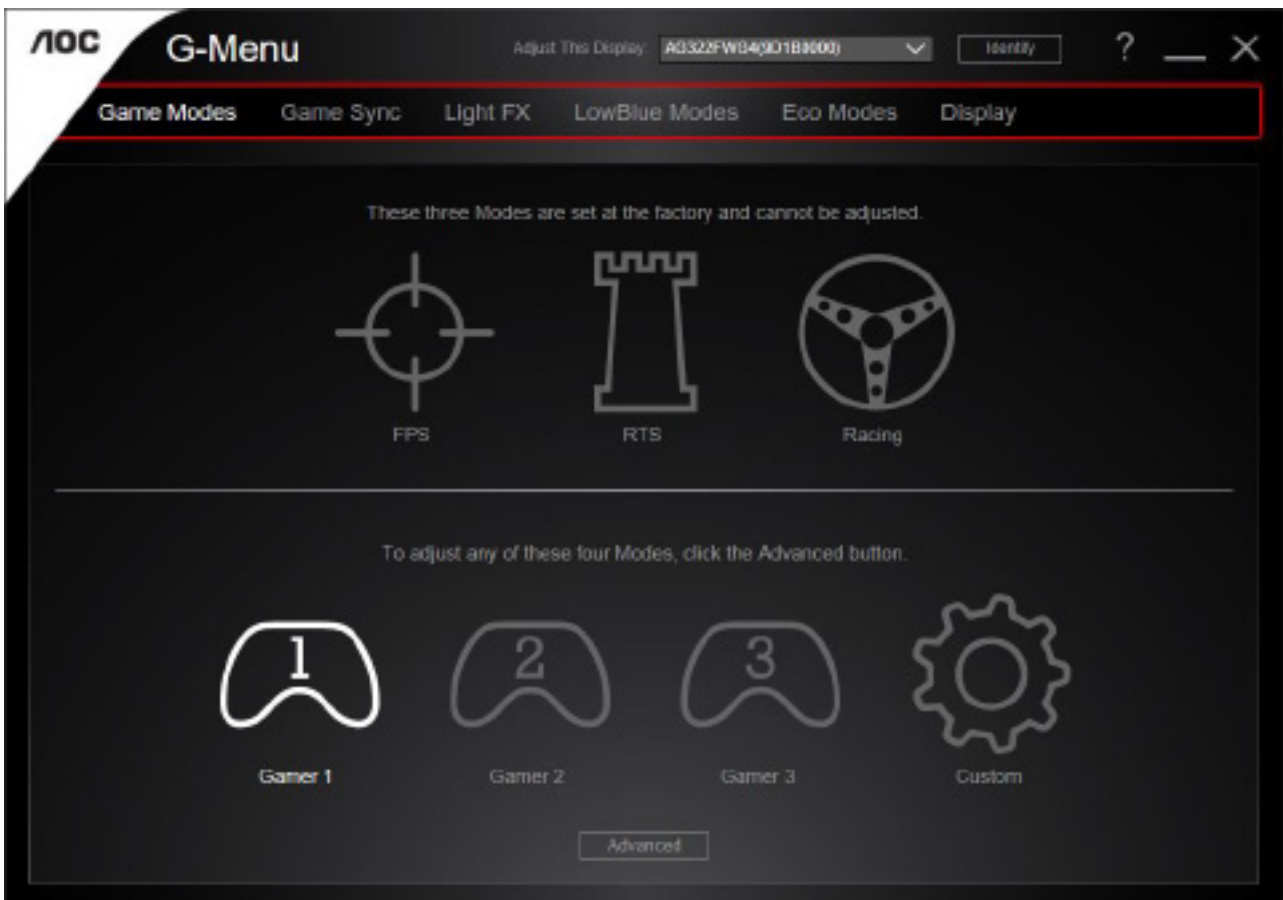 AOC
G-Menu
Adjust This Display:
Identify
?
Game Modes
Game Sync
Light FX
LowBlue Modes
Eco Modes
Display
These three Modes are set at the factory and cannot be adjusted.
FPS
RTS
Racing
To adjust any of these four Modes, click the Advanced button.
1
2
3
Gamer 1
Gamer 2
Gamer 3
Custom
Advanced